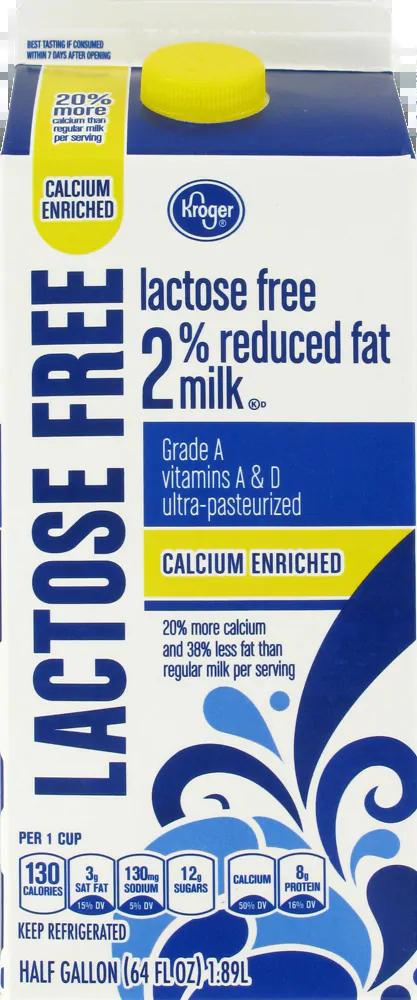 BEST TASTING IF CONSUMED
WITHIN 7 DAYS AFTER OPENING
20%
more
calcium than
regular milk
per serving
CALCIUM
ENRICHED
Kroger®
LACTOSE FREE
lactose free
2% reduced fat
milk ®D
Grade A
vitamins A & D
ultra-pasteurized
CALCIUM ENRICHED
20% more calcium
and 38% less fat than
regular milk per serving
PER 1 CUP
130 CALORIES
3g SAT FAT 15% DV
130mg SODIUM 5% DV
12g SUGARS
CALCIUM 50% DV
8g PROTEIN 16% DV
KEEP REFRIGERATED
HALF GALLON (64 FL OZ) 1.89L